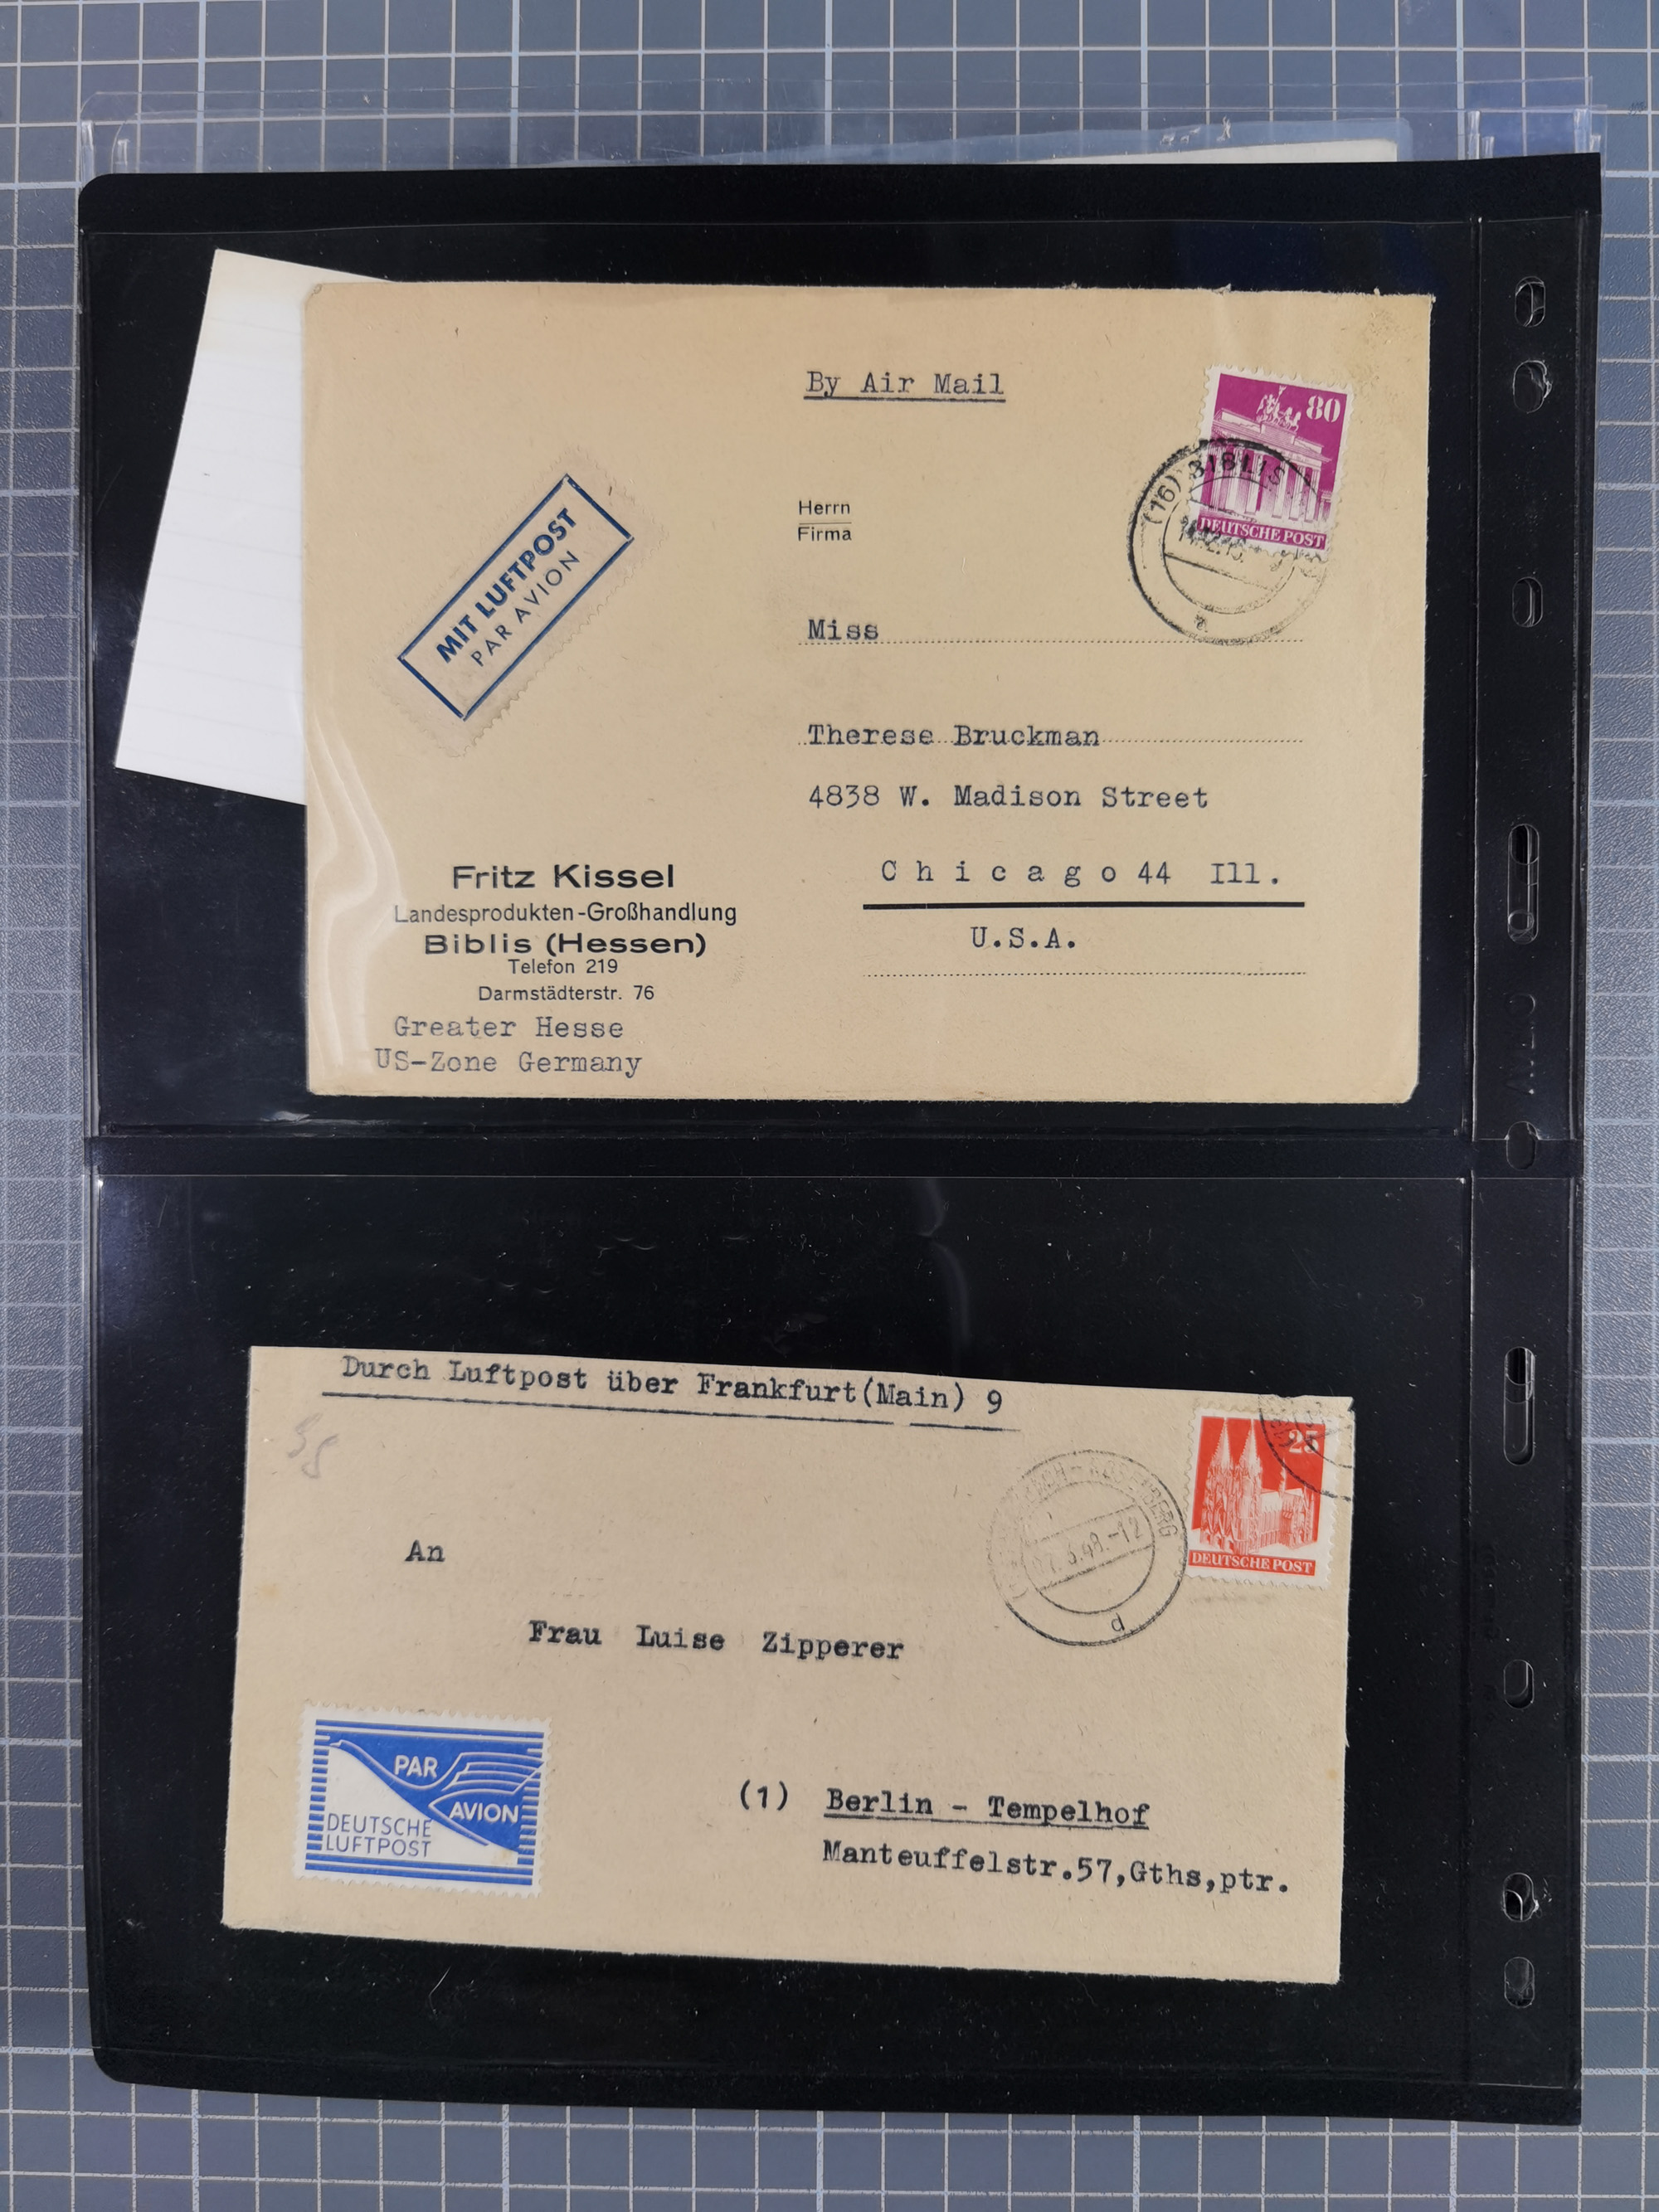 By Air Mail
80
DEUTSCHE POST
(16) BIBLIS
MIT LUFTPOST
PAR AVION
Herrn
Firma
Miss
Therese Bruckman
4838 W. Madison Street
Chicago 44 Ill.
U.S.A.
Fritz Kissel
Landesprodukten-Großhandlung
Biblis (Hessen)
Telefon 219
Darmstädterstr. 76
Greater Hesse
US-Zone Germany
Durch Luftpost über Frankfurt(Main) 9
25
DEUTSCHE POST
d
An
Frau Luise Zipperer
PAR
AVION
DEUTSCHE
LUFTPOST
(1) Berlin - Tempelhof
Manteuffelstr.57,Gths,ptr.